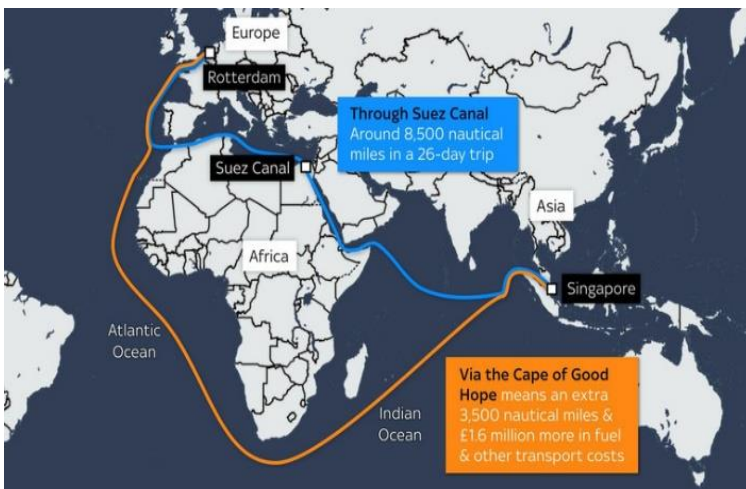 Europe
Rotterdam
Through Suez Canal
Around 8,500 nautical
miles in a 26-day trip
Suez Canal
Asia
Africa
Singapore
Atlantic
Ocean
Via the Cape of Good
Hope means an extra
3,500 nautical miles &
£1.6 million more in fuel
& other transport costs
Indian
Ocean